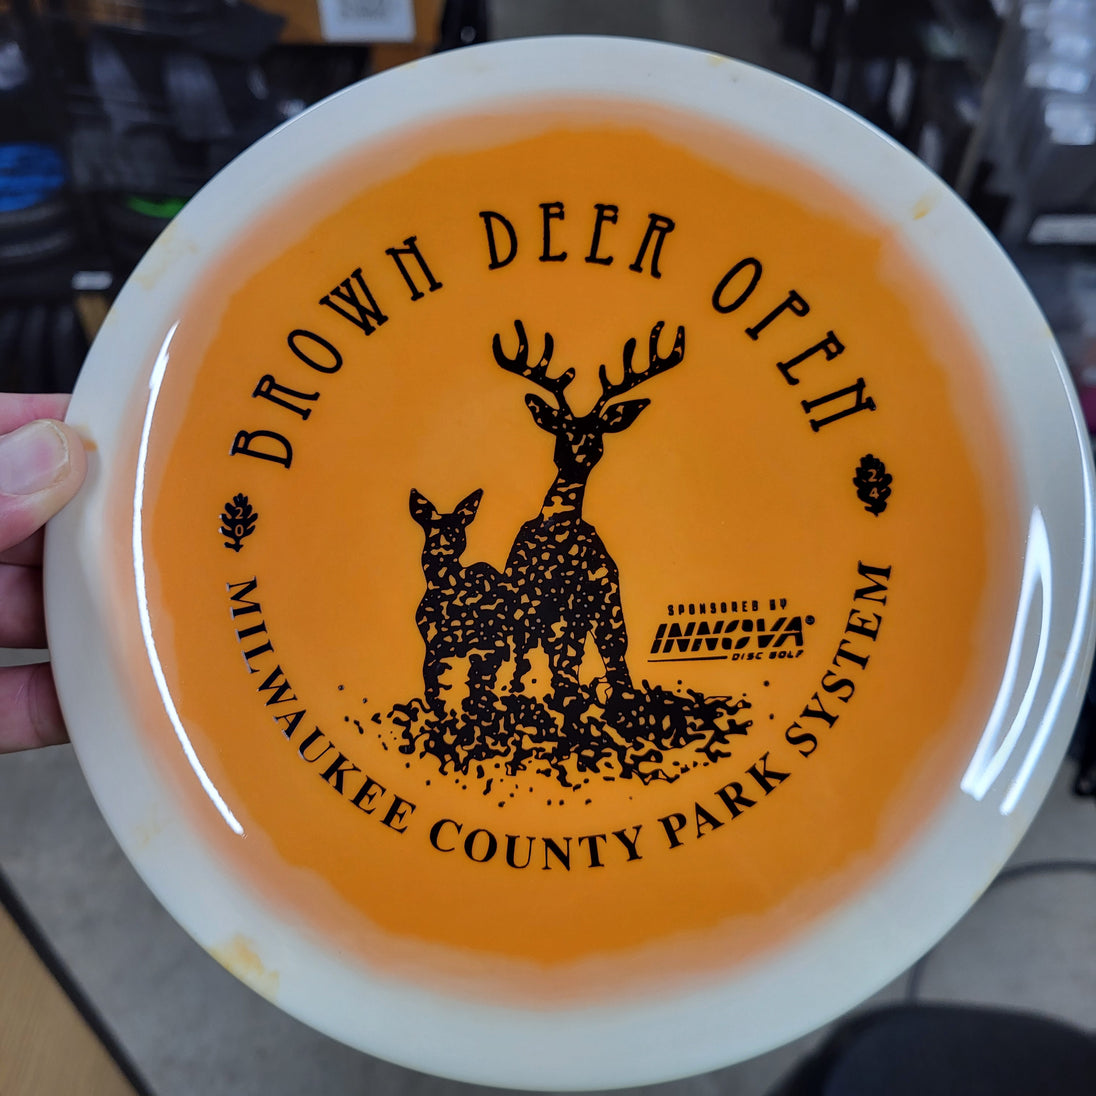 BROWN DEER OPEN
20
24
SPONSORED BY
INNOVA®
DISC GOLF
MILWAUKEE COUNTY PARK SYSTEM